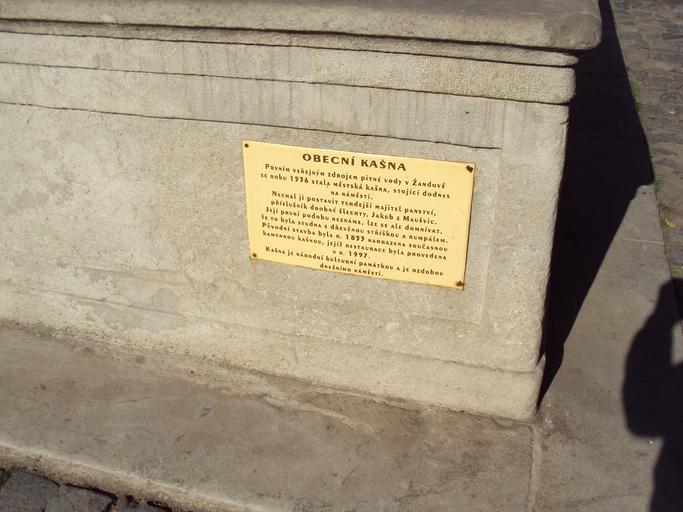 OBECNÍ KAŠNA
Prvním veřejným zdrojem pitné vody v Žandově
se roku 1536 stala městská kašna, stojící dodnes
na náměstí.
Nechal ji postavit tehdejší majitel panství,
příslušník drobné šlechty, Jakub z Maušvic.
Její první podobu neznáme, lze se ale domnívat,
že to byla studna s dřevěnou stříškou a rumpálem.
Původní stavba byla r. 1853 nahrazena současnou
kamennou kašnou, jejíž restaurace byla provedena
v r. 1997.
Kašna je národní kulturní památkou a je ozdobou
dnešního náměstí.